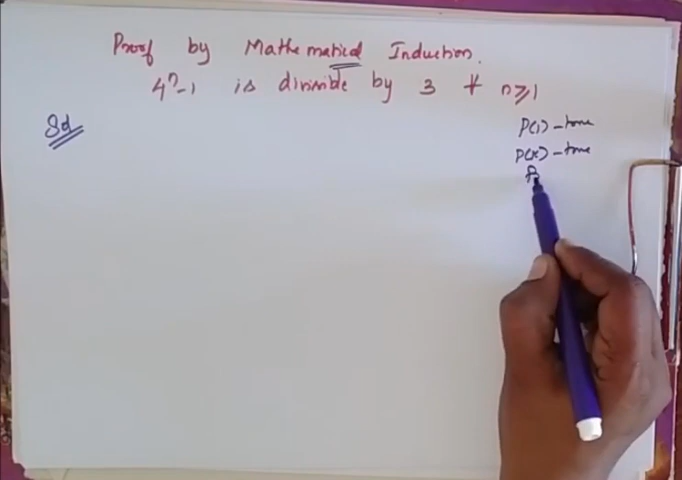 Proof by Mathematical Induction.
4ⁿ-1 is divisible by 3 ∀ n≥1
Sol
P(1) - true
P(k) - true
P